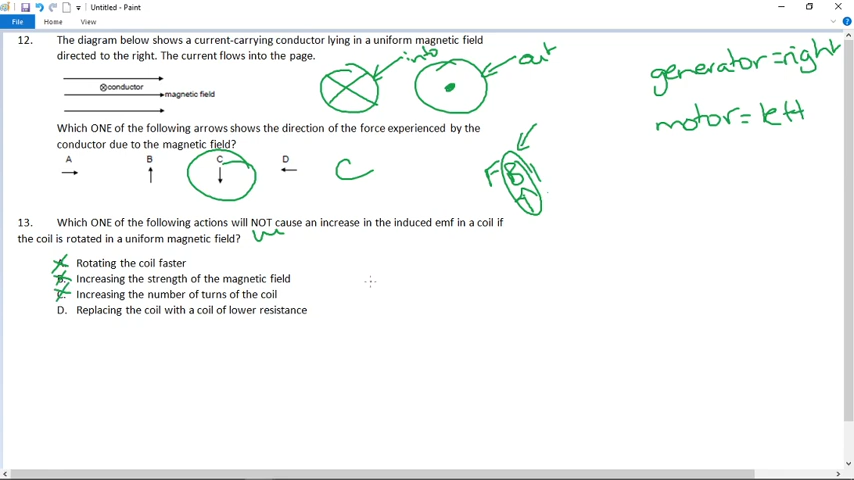 Untitled - Paint
File Home View
12. The diagram below shows a current-carrying conductor lying in a uniform magnetic field
directed to the right. The current flows into the page.
into
out
generator=right
motor=left
conductor
magnetic field
Which ONE of the following arrows shows the direction of the force experienced by the
conductor due to the magnetic field?
A B C D
C
FBI
13. Which ONE of the following actions will NOT cause an increase in the induced emf in a coil if
the coil is rotated in a uniform magnetic field?
A. Rotating the coil faster
B. Increasing the strength of the magnetic field
C. Increasing the number of turns of the coil
D. Replacing the coil with a coil of lower resistance